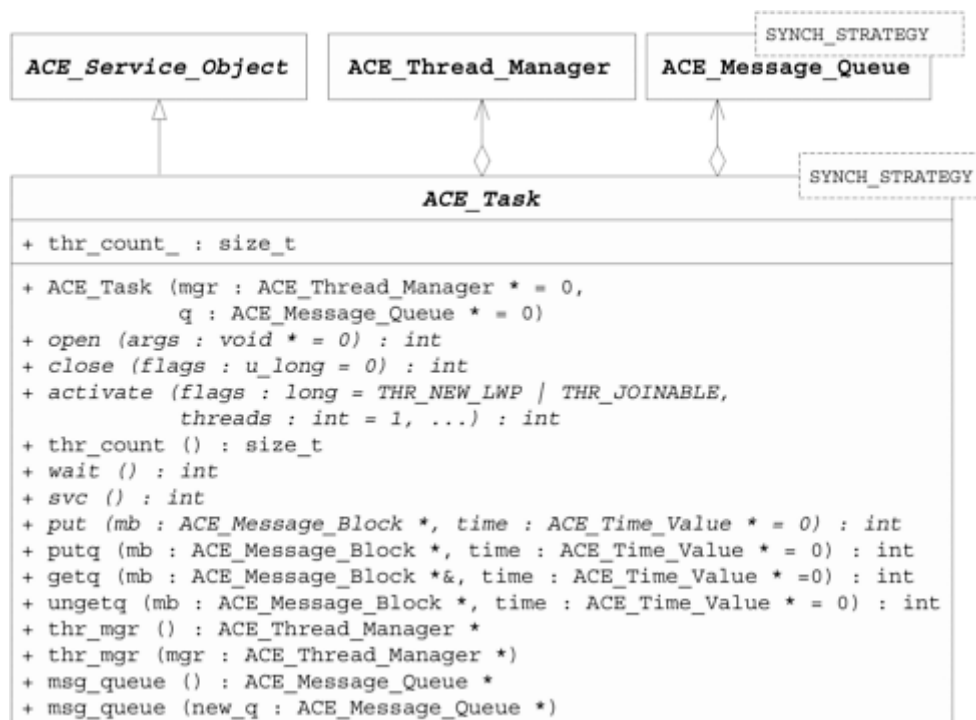 SYNCH_STRATEGY
ACE_Service_Object
ACE_Thread_Manager
ACE_Message_Queue
SYNCH_STRATEGY
ACE_Task
+ thr_count_ : size_t
+ ACE_Task (mgr : ACE_Thread_Manager * = 0,
q : ACE_Message_Queue * = 0)
+ open (args : void * = 0) : int
+ close (flags : u_long = 0) : int
+ activate (flags : long = THR_NEW_LWP | THR_JOINABLE,
threads : int = 1, ...) : int
+ thr_count () : size_t
+ wait () : int
+ svc () : int
+ put (mb : ACE_Message_Block *, time : ACE_Time_Value * = 0) : int
+ putq (mb : ACE_Message_Block *, time : ACE_Time_Value * = 0) : int
+ getq (mb : ACE_Message_Block *&, time : ACE_Time_Value * =0) : int
+ ungetq (mb : ACE_Message_Block *, time : ACE_Time_Value * = 0) : int
+ thr_mgr () : ACE_Thread_Manager *
+ thr_mgr (mgr : ACE_Thread_Manager *)
+ msg_queue () : ACE_Message_Queue *
+ msg_queue (new_q : ACE_Message_Queue *)